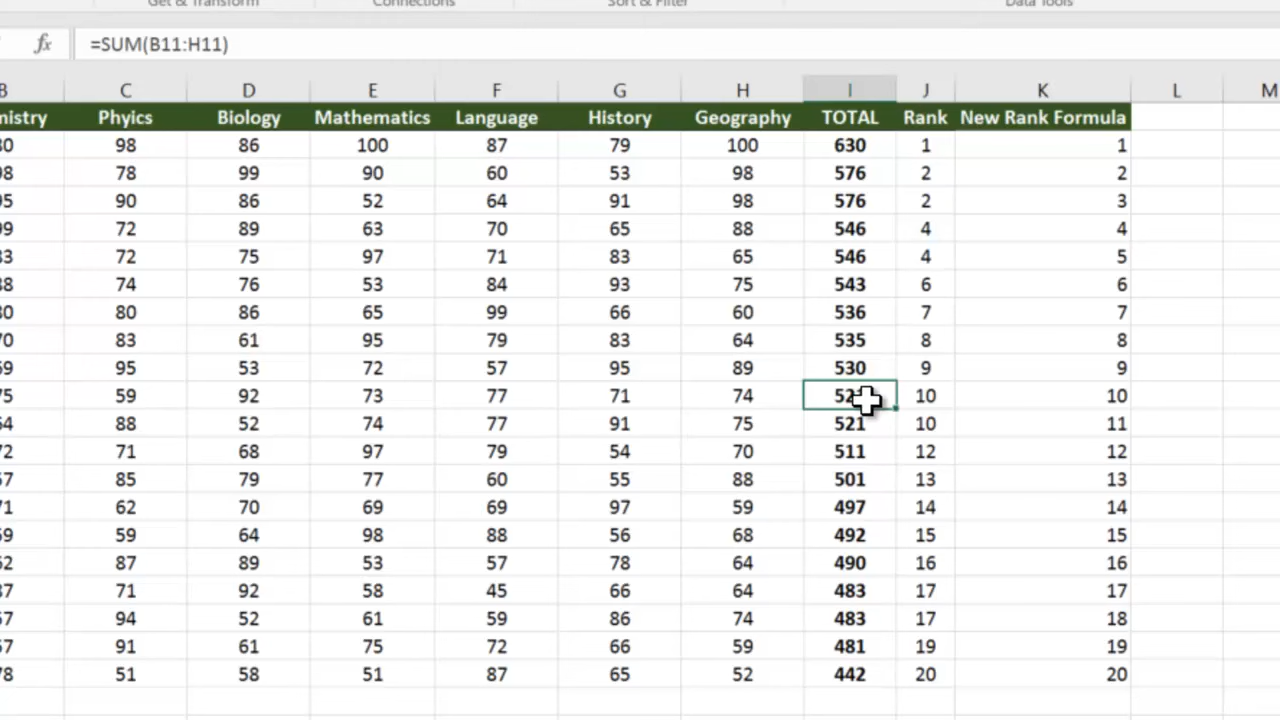 Get & Transform Connections Sort & Filter Data Tools
fx =SUM(B11:H11)
B C D E F G H I J K L M
Phyics Biology Mathematics Language History Geography TOTAL Rank New Rank Formula
98 86 100 87 79 100 630 1 1
78 99 90 60 53 98 576 2 2
90 86 52 64 91 98 576 2 3
72 89 63 70 65 88 546 4 4
72 75 97 71 83 65 546 4 5
74 76 53 84 93 75 543 6 6
80 86 65 99 66 60 536 7 7
83 61 95 79 83 64 535 8 8
95 53 72 57 95 89 530 9 9
59 92 73 77 71 74 10 10
88 52 74 77 91 75 521 10 11
71 68 97 79 54 70 511 12 12
85 79 77 60 55 88 501 13 13
62 70 69 69 97 59 497 14 14
59 64 98 88 56 68 492 15 15
87 89 53 57 78 64 490 16 16
71 92 58 45 66 64 483 17 17
94 52 61 59 86 74 483 17 18
91 61 75 72 66 59 481 19 19
51 58 51 87 65 52 442 20 20